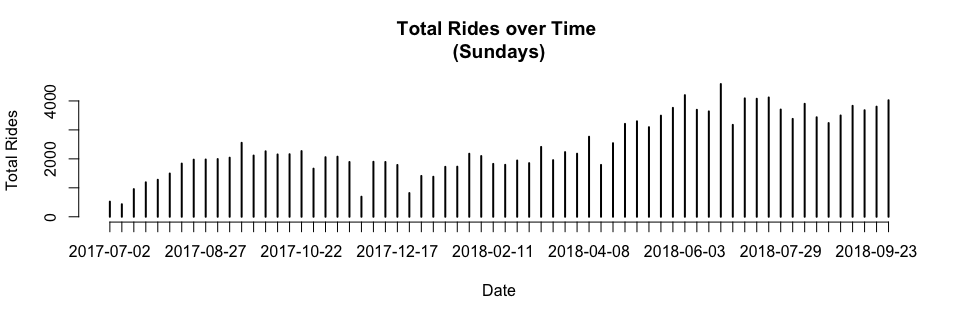 Total Rides over Time
(Sundays)
Total Rides
4000
2000
0
2017-07-02 2017-08-27 2017-10-22 2017-12-17 2018-02-11 2018-04-08 2018-06-03 2018-07-29 2018-09-23
Date